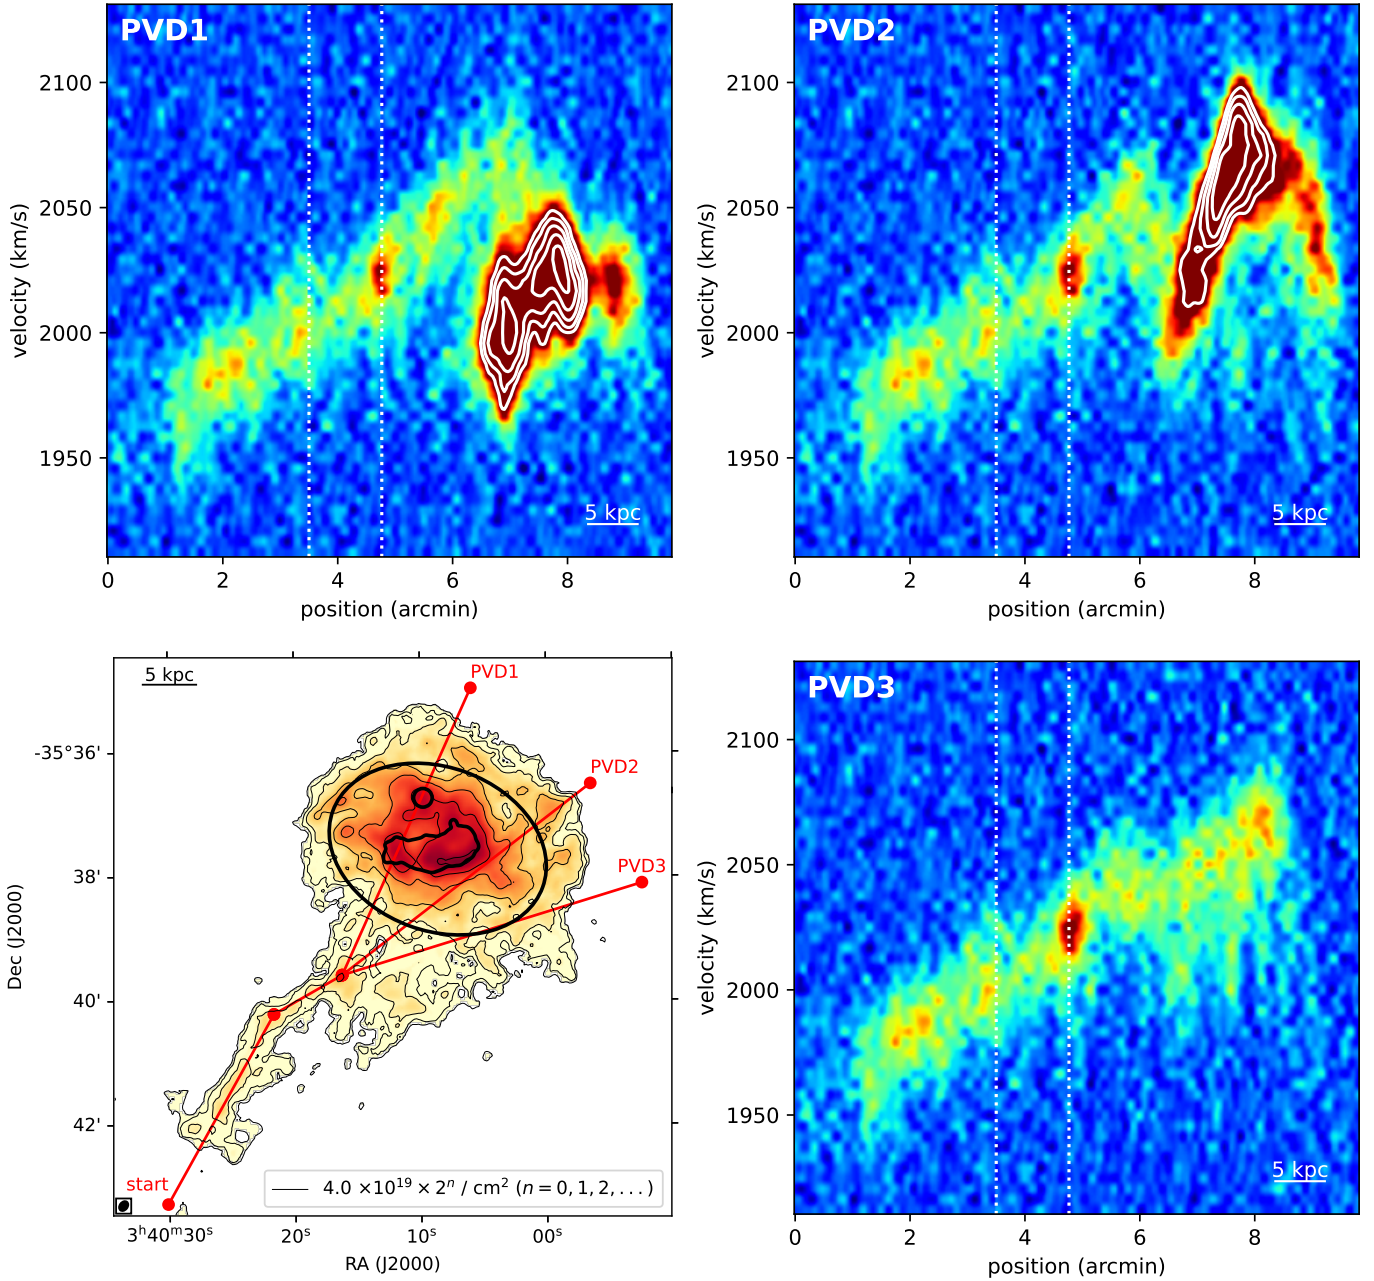 PVD1
2100
2050
2000
1950
velocity (km/s)
5 kpc
0 2 4 6 8
position (arcmin)
PVD2
2100
2050
2000
1950
velocity (km/s)
5 kpc
0 2 4 6 8
position (arcmin)
5 kpc
PVD1
PVD2
PVD3
start
-35°36'
38'
40'
42'
Dec (J2000)
4.0 ×10¹⁹ × 2ⁿ / cm² (n = 0, 1, 2, . . . )
3ʰ40ᵐ30ˢ 20ˢ 10ˢ 00ˢ
RA (J2000)
PVD3
2100
2050
2000
1950
velocity (km/s)
5 kpc
0 2 4 6 8
position (arcmin)